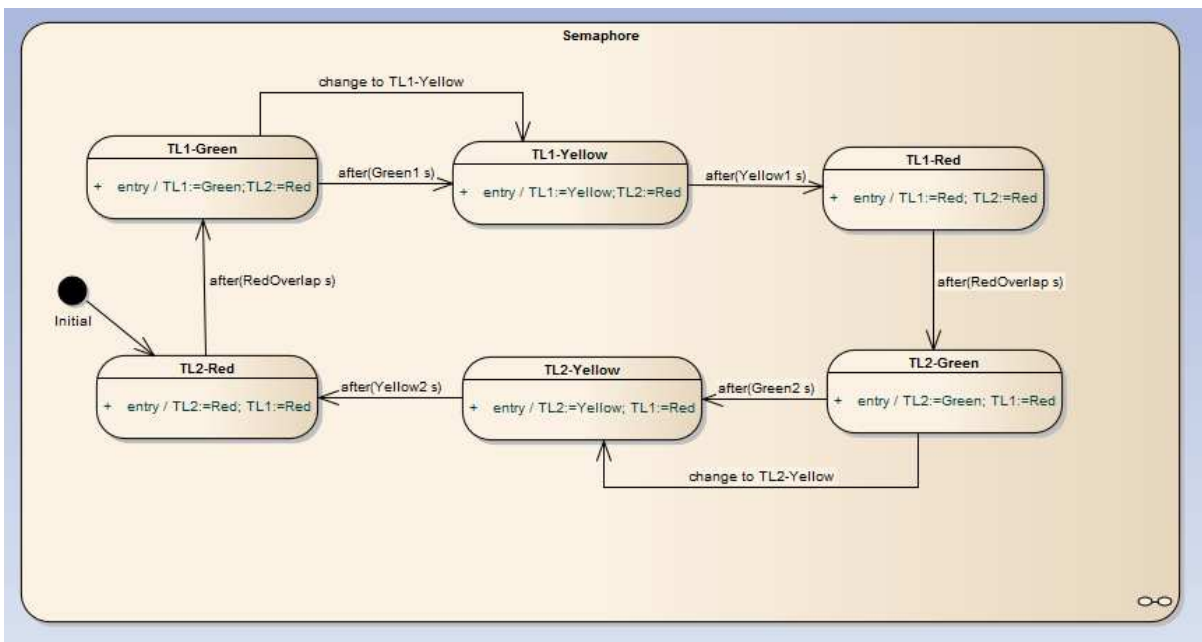 Semaphore
change to TL1-Yellow
TL1-Green
+ entry / TL1:=Green;TL2:=Red
after(Green1 s)
TL1-Yellow
+ entry / TL1:=Yellow;TL2:=Red
after(Yellow1 s)
TL1-Red
+ entry / TL1:=Red; TL2:=Red
after(RedOverlap s)
after(RedOverlap s)
Initial
TL2-Red
+ entry / TL2:=Red; TL1:=Red
after(Yellow2 s)
TL2-Yellow
+ entry / TL2:=Yellow; TL1:=Red
after(Green2 s)
TL2-Green
+ entry / TL2:=Green; TL1:=Red
change to TL2-Yellow